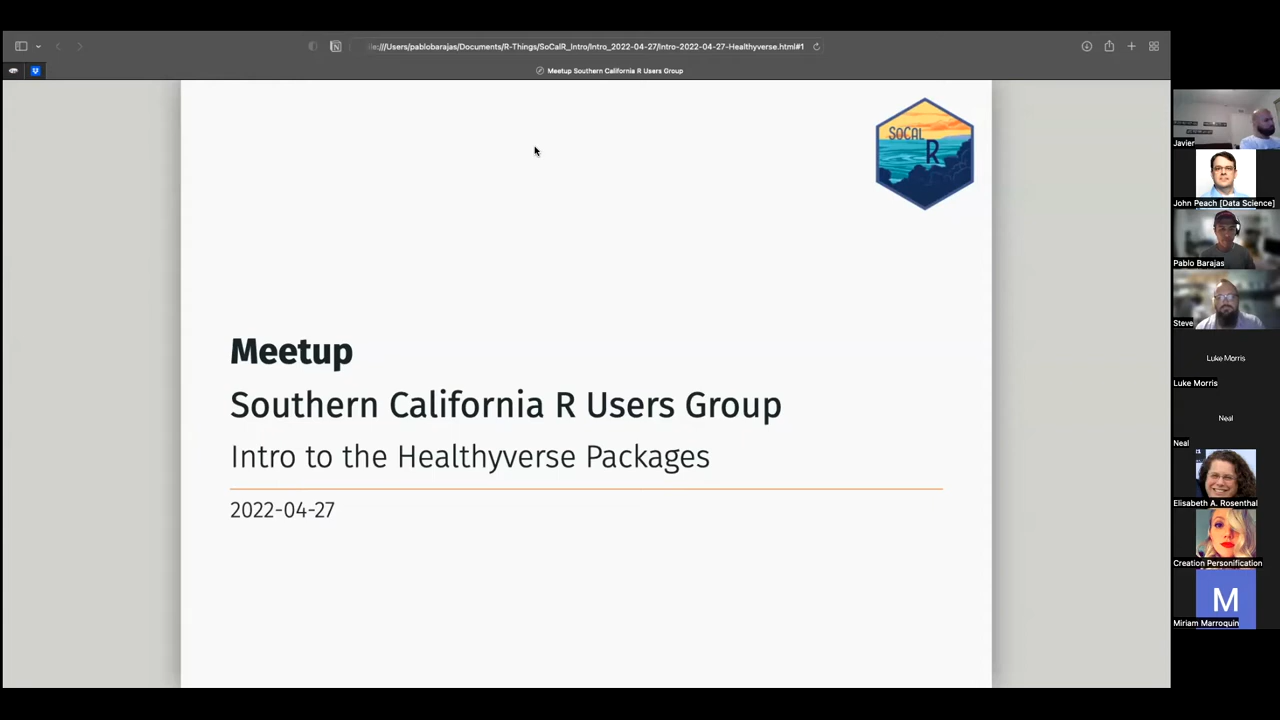 :///Users/pablobarajas/Documents/R-Things/SoCalR_Intro/Intro_2022-04-27/Intro-2022-04-27-Healthyverse.html#1
Meetup Southern California R Users Group
SOCAL
R
Meetup
Southern California R Users Group
Intro to the Healthyverse Packages
2022-04-27
Javier
John Peach [Data Science]
Pablo Barajas
Steve
Luke Morris
Luke Morris
Neal
Neal
Elisabeth A. Rosenthal
Creation Personification
M
Miriam Marroquin